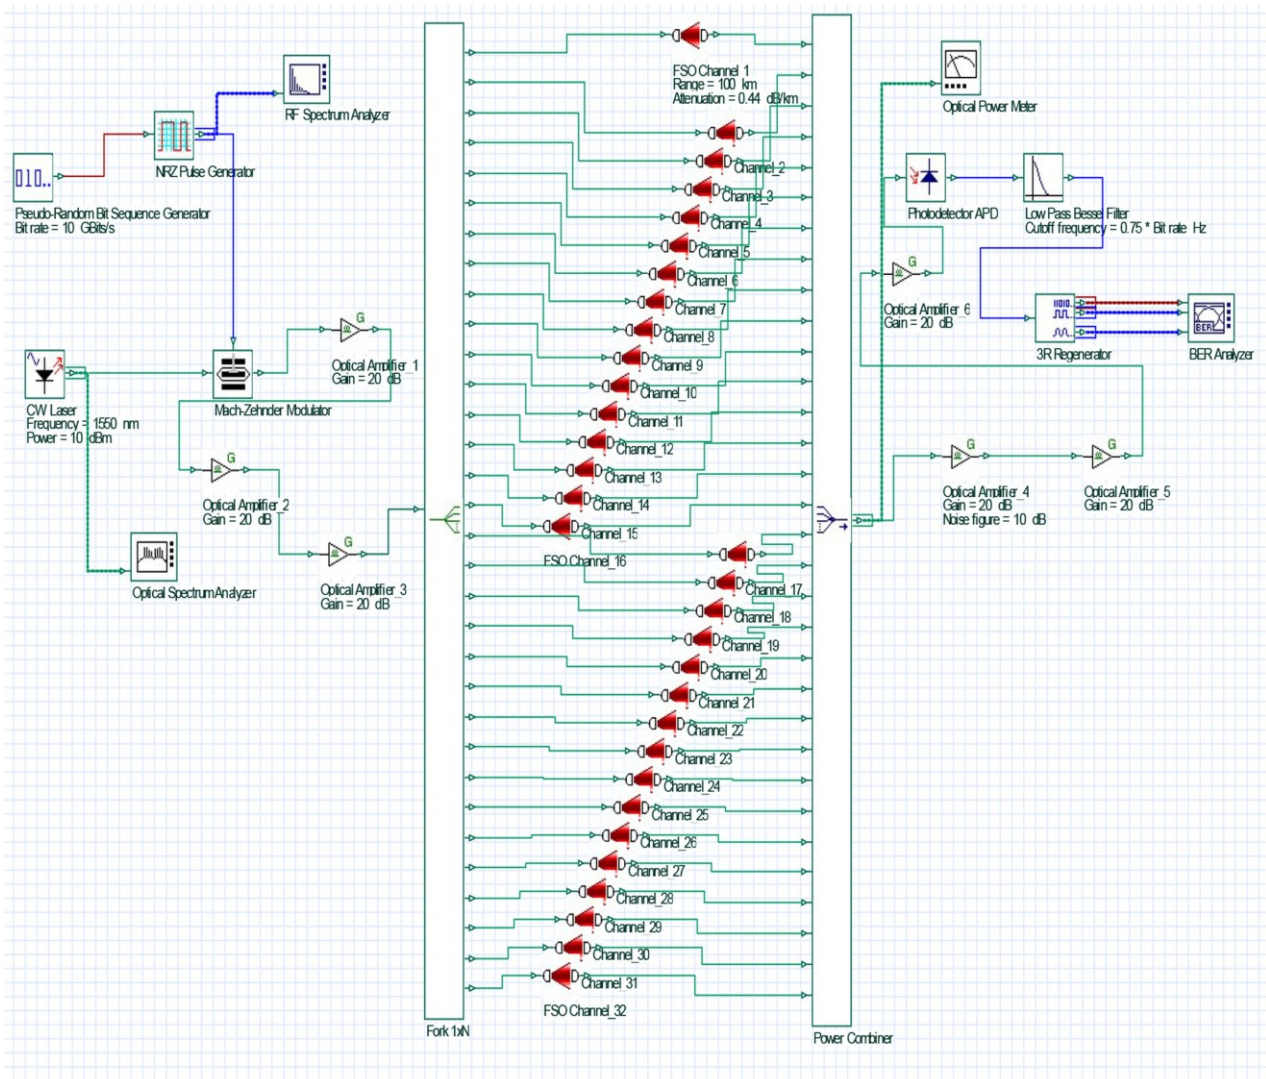 FSO Channel_1
Range = 100 km
Attenuation = 0.44 dB/km
Optical Power Meter
RF Spectrum Analyzer
NRZ Pulse Generator
010..
Pseudo-Random Bit Sequence Generator
Bit rate = 10 GBits/s
Photodetector APD
Low Pass Bessel Filter
Cutoff frequency = 0.75 * Bit rate Hz
G
Optical Amplifier_6
Gain = 20 dB
3R Regenerator
BER
BER Analyzer
G
Optical Amplifier_1
Gain = 20 dB
CW Laser
Frequency = 1550 nm
Power = 10 dBm
Mach-Zehnder Modulator
G
Optical Amplifier_2
Gain = 20 dB
G
Optical Amplifier_3
Gain = 20 dB
Optical Spectrum Analyzer
G
Optical Amplifier_4
Gain = 20 dB
Noise figure = 10 dB
G
Optical Amplifier_5
Gain = 20 dB
Channel_2
Channel_3
Channel_4
Channel_5
Channel_6
Channel_7
Channel_8
Channel_9
Channel_10
Channel_11
Channel_12
Channel_13
Channel_14
Channel_15
FSO Channel_16
Channel_17
Channel_18
Channel_19
Channel_20
Channel_21
Channel_22
Channel_23
Channel_24
Channel_25
Channel_26
Channel_27
Channel_28
Channel_29
Channel_30
Channel_31
FSO Channel_32
Fork 1xN
Power Combiner